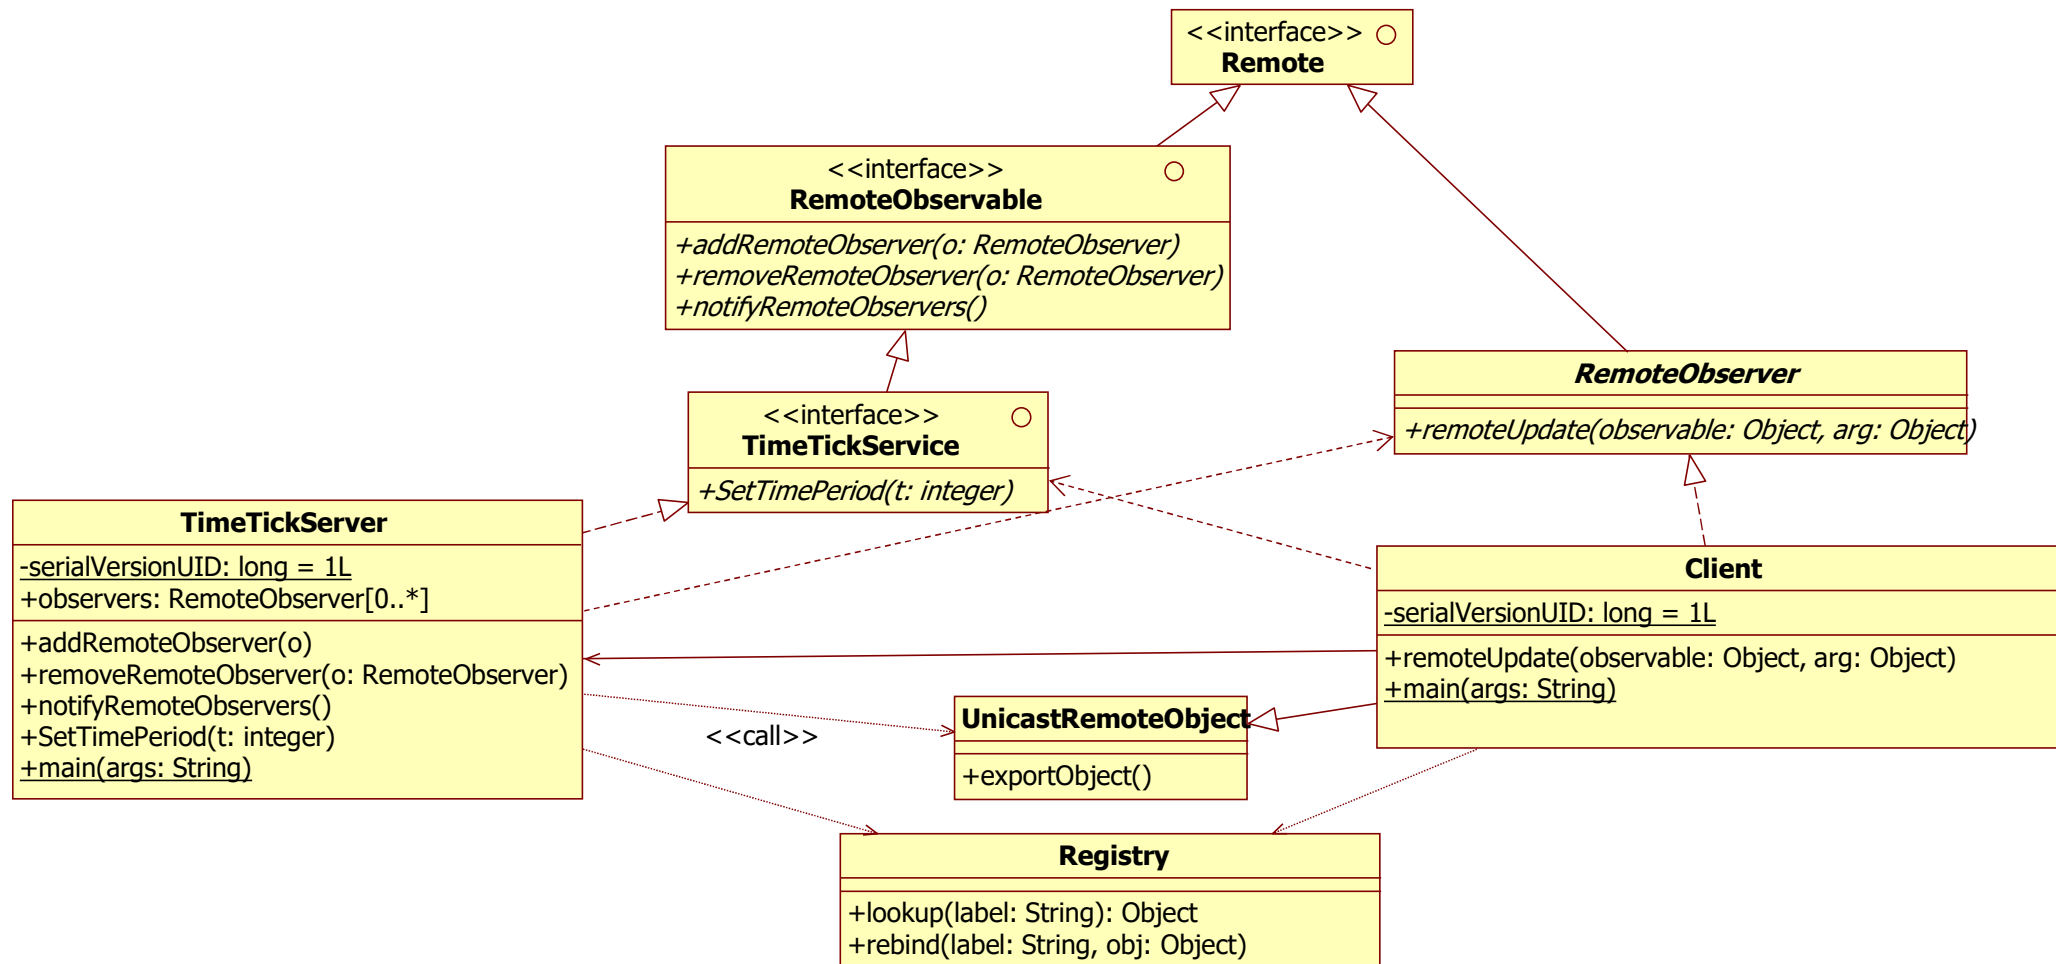 <<interface>>
Remote
<<interface>>
RemoteObservable
+addRemoteObserver(o: RemoteObserver)
+removeRemoteObserver(o: RemoteObserver)
+notifyRemoteObservers()
RemoteObserver
+remoteUpdate(observable: Object, arg: Object)
<<interface>>
TimeTickService
+SetTimePeriod(t: integer)
TimeTickServer
-serialVersionUID: long = 1L
+observers: RemoteObserver[0..*]
+addRemoteObserver(o)
+removeRemoteObserver(o: RemoteObserver)
+notifyRemoteObservers()
+SetTimePeriod(t: integer)
+main(args: String)
Client
-serialVersionUID: long = 1L
+remoteUpdate(observable: Object, arg: Object)
+main(args: String)
<<call>>
UnicastRemoteObject
+exportObject()
Registry
+lookup(label: String): Object
+rebind(label: String, obj: Object)